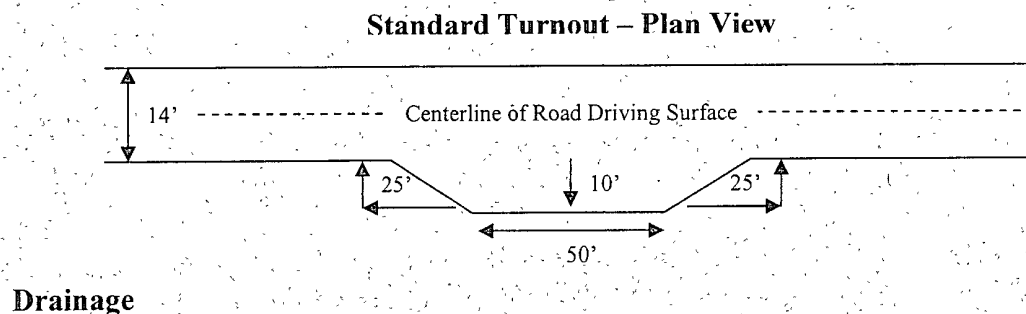 Standard Turnout – Plan View
14' Centerline of Road Driving Surface
25' 10' 25'
50'
Drainage